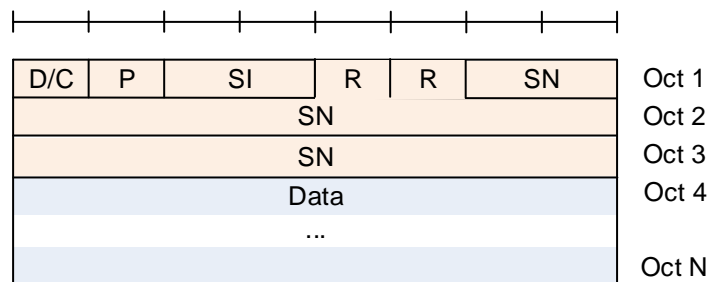 D/C P SI R R SN Oct 1
SN Oct 2
SN Oct 3
Data Oct 4
...
Oct N